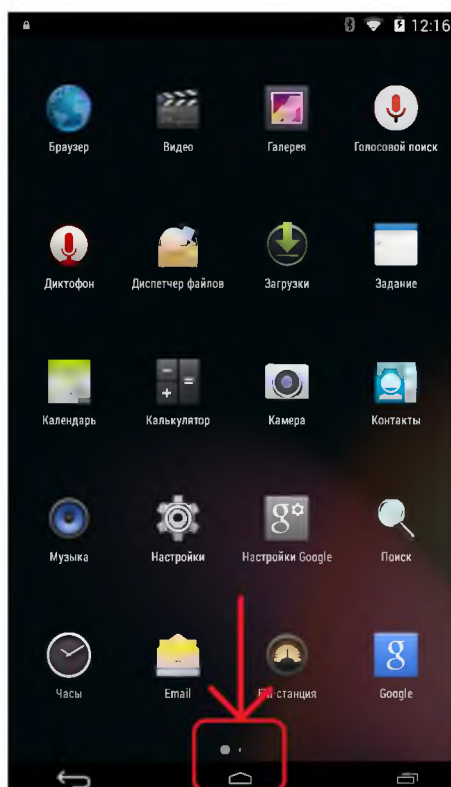 12:16
Браузер
Видео
Галерея
Голосовой поиск
Диктофон
Диспетчер файлов
Загрузки
Задание
Календарь
Калькулятор
Камера
Контакты
Музыка
Настройки
Настройки Google
Поиск
Часы
Email
станция
Google